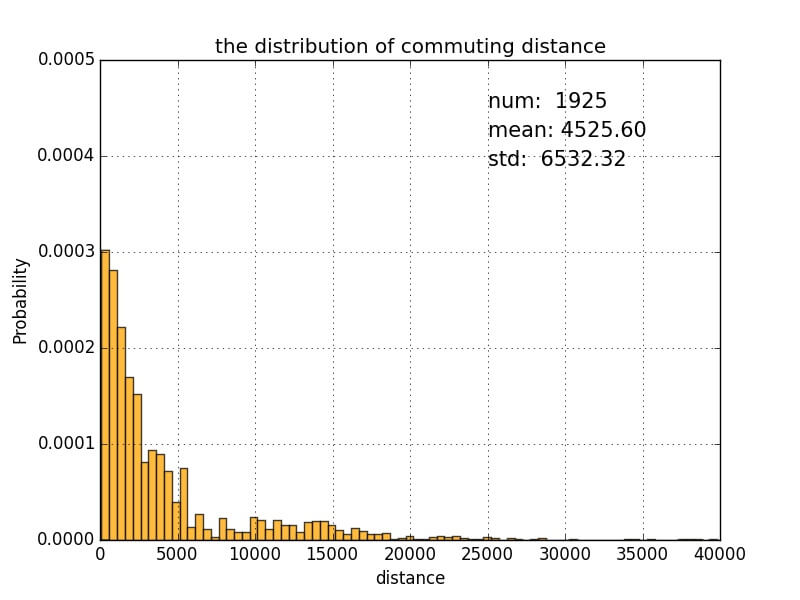 the distribution of commuting distance
0.0005
0.0004
0.0003
0.0002
0.0001
0.0000
Probability
num:  1925
mean: 4525.60
std:  6532.32
0 5000 10000 15000 20000 25000 30000 35000 40000
distance